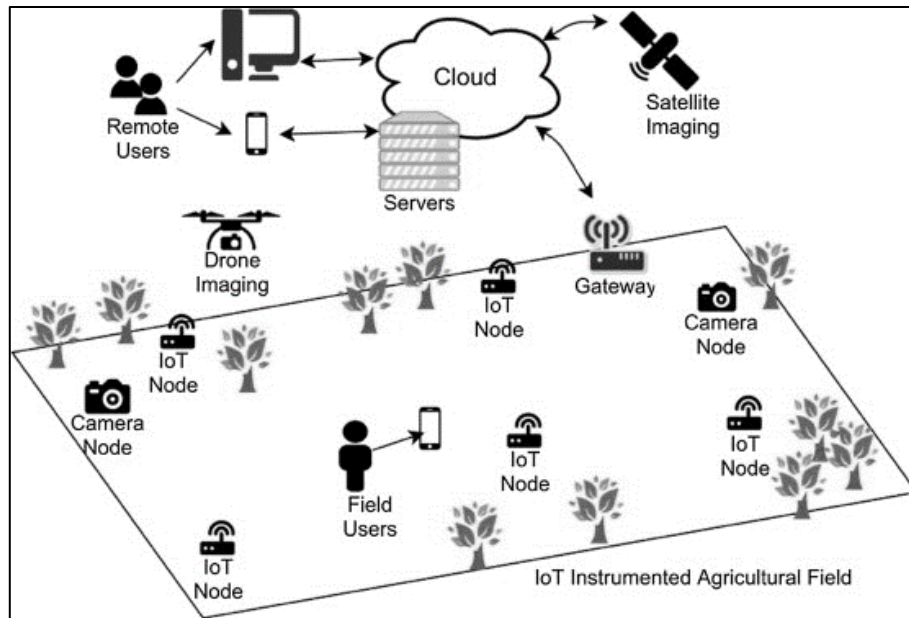 Cloud
Remote
Users
Satellite
Imaging
Servers
Drone
Imaging
Gateway
IoT
Node
Camera
Node
IoT
Node
Camera
Node
IoT
Node
IoT
Node
Field
Users
IoT
Node
IoT Instrumented Agricultural Field